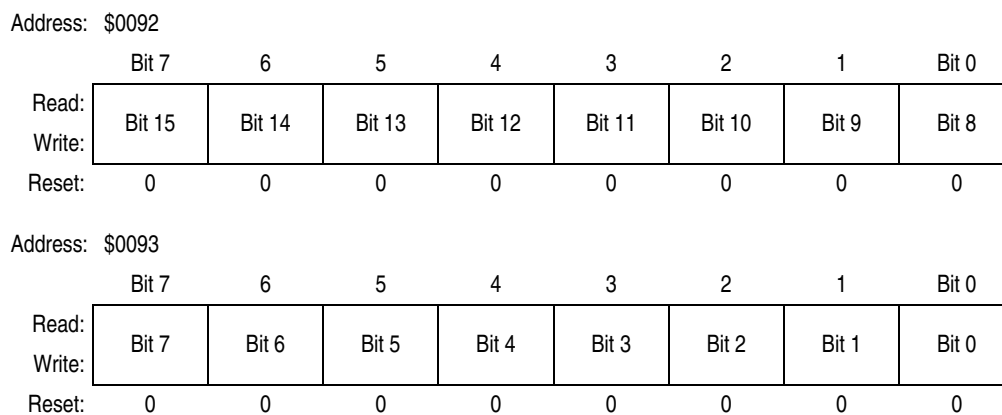 Address: $0092
Bit 7 6 5 4 3 2 1 Bit 0
Read:
Bit 15 Bit 14 Bit 13 Bit 12 Bit 11 Bit 10 Bit 9 Bit 8
Write:
Reset: 0 0 0 0 0 0 0 0
Address: $0093
Bit 7 6 5 4 3 2 1 Bit 0
Read:
Bit 7 Bit 6 Bit 5 Bit 4 Bit 3 Bit 2 Bit 1 Bit 0
Write:
Reset: 0 0 0 0 0 0 0 0